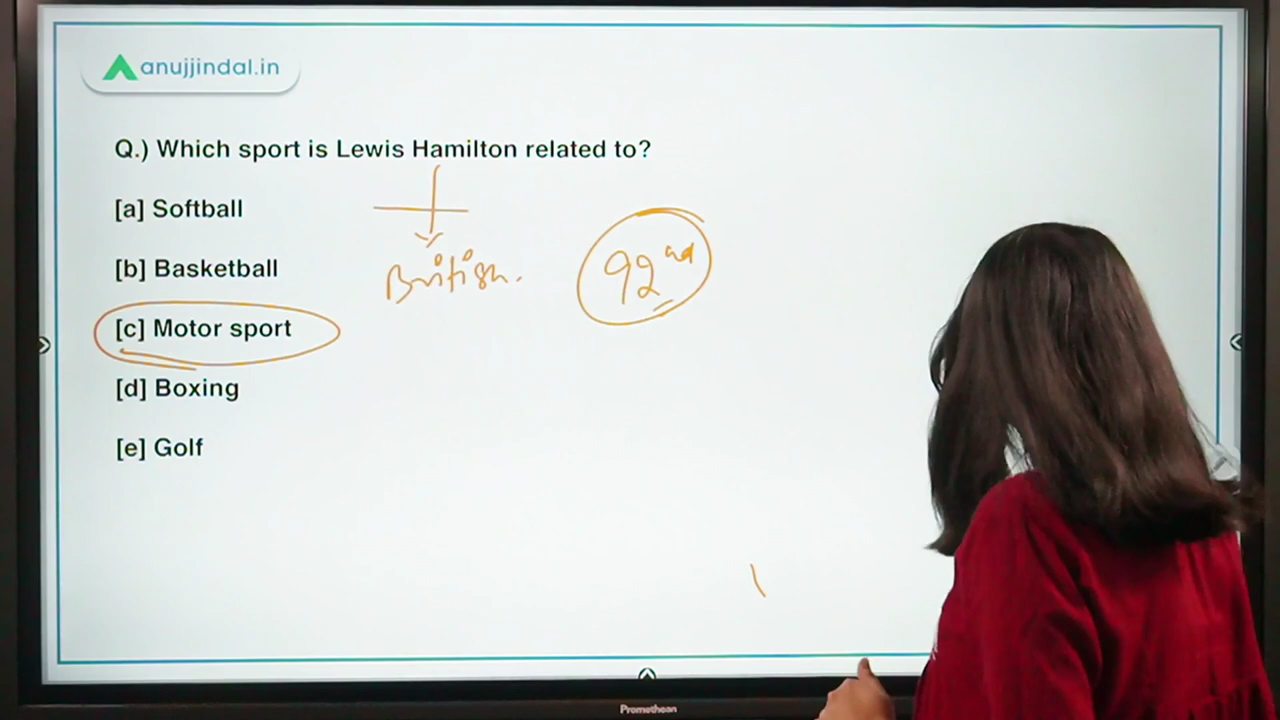 anujjindal.in
Q.) Which sport is Lewis Hamilton related to?
[a] Softball
[b] Basketball
[c] Motor sport
[d] Boxing
[e] Golf
British.
92nd
Promethean